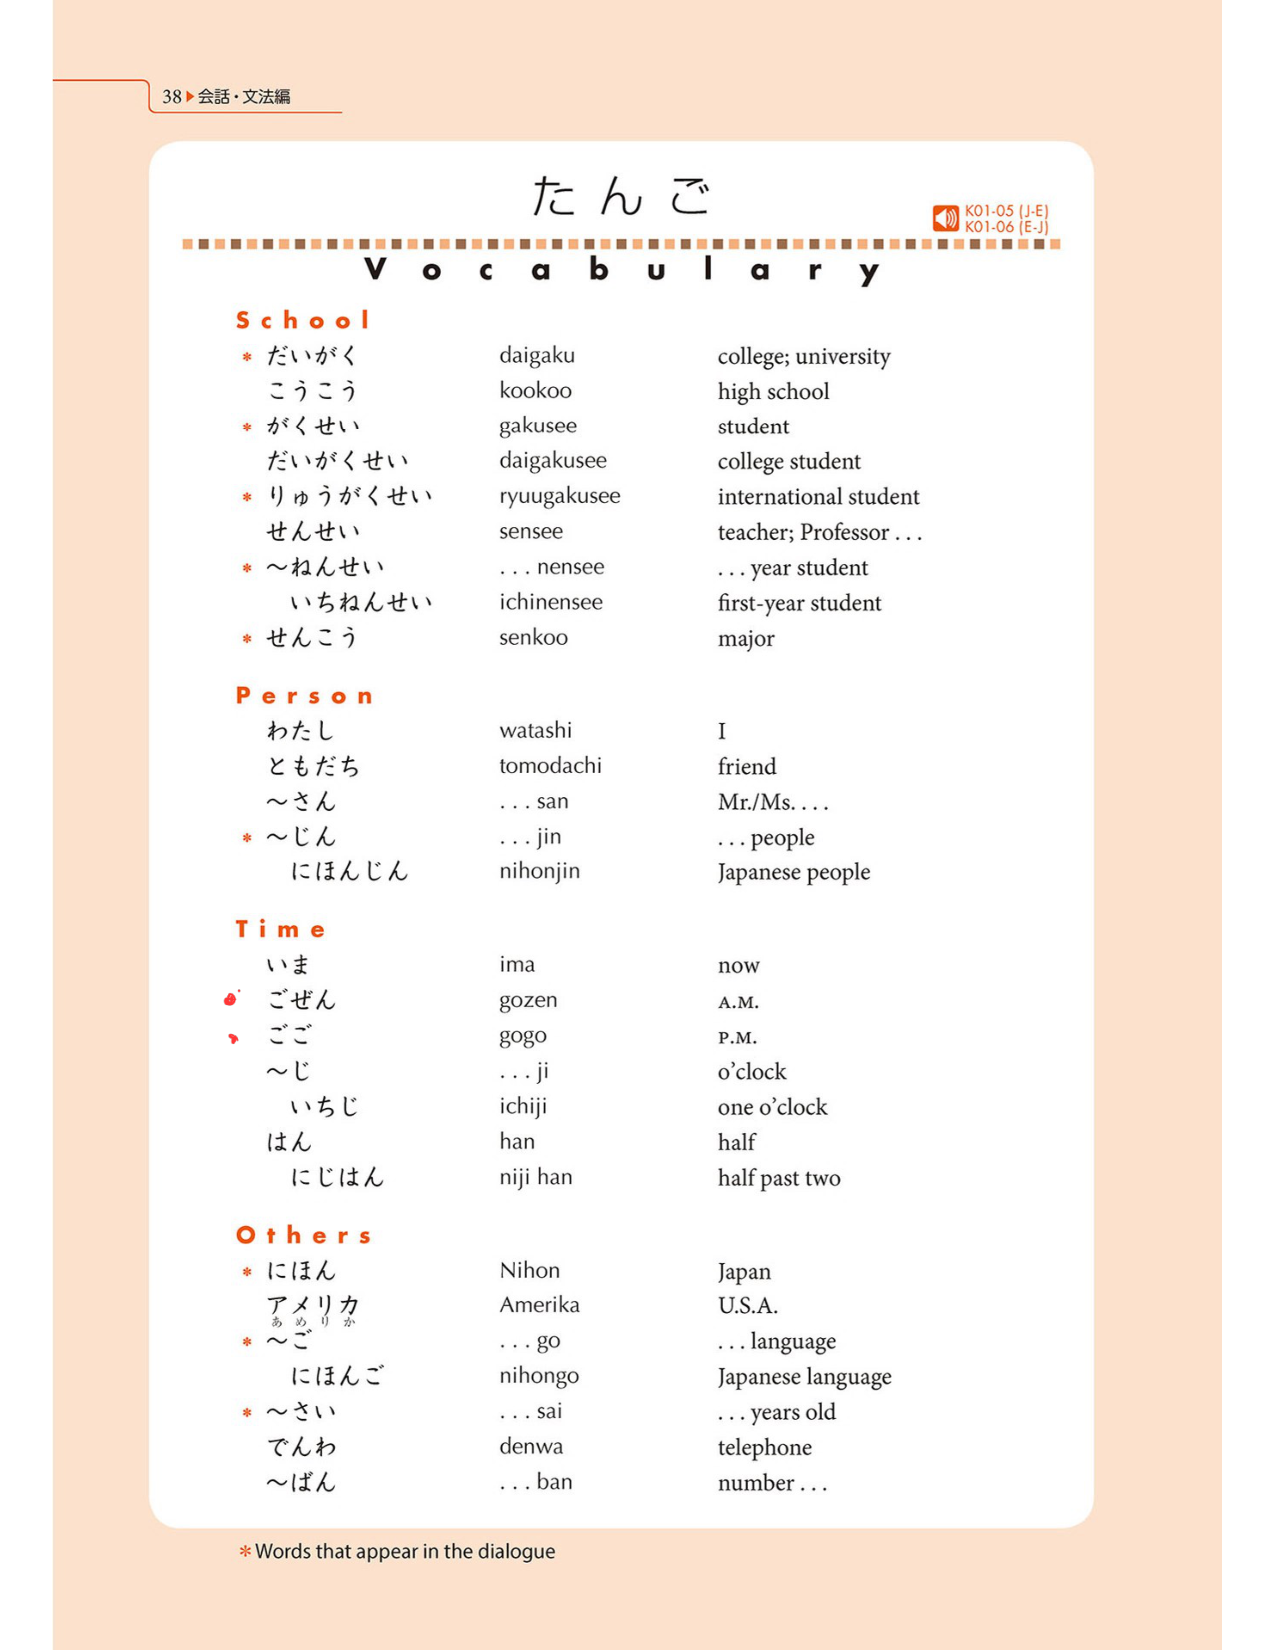 38▶会話・文法編
たんご
K01-05 (J-E)
K01-06 (E-J)
Vocabulary
School
* だいがく daigaku college; university
こうこう kookoo high school
* がくせい gakusee student
だいがくせい daigakusee college student
* りゅうがくせい ryuugakusee international student
せんせい sensee teacher; Professor . . .
* ～ねんせい . . . nensee . . . year student
いちねんせい ichinensee first-year student
* せんこう senkoo major
Person
わたし watashi I
ともだち tomodachi friend
～さん . . . san Mr./Ms. . . .
* ～じん . . . jin . . . people
にほんじん nihonjin Japanese people
Time
いま ima now
ごぜん gozen A.M.
ごご gogo P.M.
～じ . . . ji o’clock
いちじ ichiji one o’clock
はん han half
にじはん niji han half past two
Others
* にほん Nihon Japan
アメリカ Amerika U.S.A.
あめりか
* ～ご . . . go . . . language
にほんご nihongo Japanese language
* ～さい . . . sai . . . years old
でんわ denwa telephone
～ばん . . . ban number . . .
* Words that appear in the dialogue